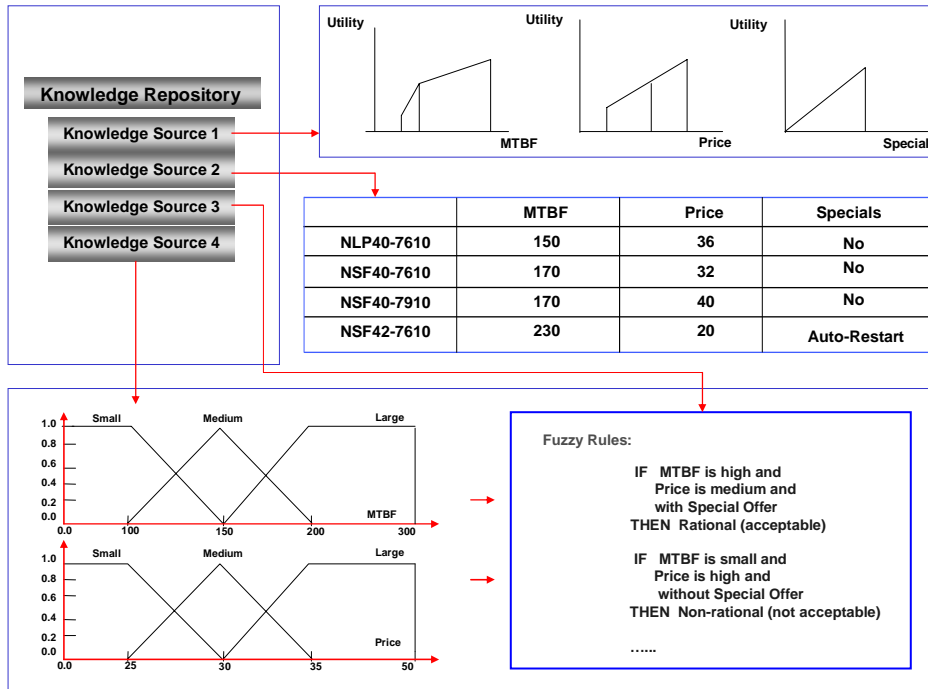 Knowledge Repository
Knowledge Source 1
Knowledge Source 2
Knowledge Source 3
Knowledge Source 4
Utility
MTBF
Utility
Price
Utility
Special
MTBF Price Specials
NLP40-7610 150 36 No
NSF40-7610 170 32 No
NSF40-7910 170 40 No
NSF42-7610 230 20 Auto-Restart
Small Medium Large
1.0
0.8
0.6
0.4
0.2
0.0
MTBF
0.0 100 150 200 300
Small Medium Large
1.0
0.8
0.6
0.4
0.2
0.0
Price
0.0 25 30 35 50
Fuzzy Rules:
IF MTBF is high and
Price is medium and
with Special Offer
THEN Rational (acceptable)
IF MTBF is small and
Price is high and
without Special Offer
THEN Non-rational (not acceptable)
…...